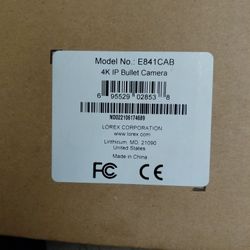 Model No.: E841CAB
4K IP Bullet Camera
6 95529 02853 8
ND022106174689
LOREX CORPORATION
www.lorex.com
Linthicum, MD, 21090
United States
Made in China
FC CE